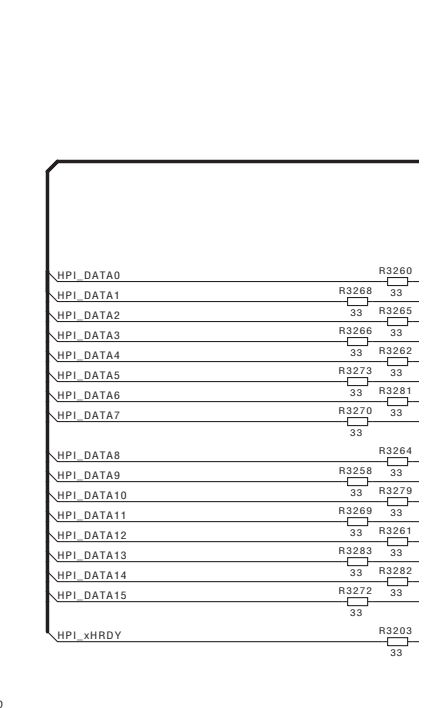 R3260
HPI_DATA0
R3268 33
HPI_DATA1
33 R3265
HPI_DATA2
R3266 33
HPI_DATA3
33 R3262
HPI_DATA4
R3273 33
HPI_DATA5
33 R3281
HPI_DATA6
R3270 33
HPI_DATA7
33
R3264
HPI_DATA8
R3258 33
HPI_DATA9
33 R3279
HPI_DATA10
R3269 33
HPI_DATA11
33 R3261
HPI_DATA12
R3283 33
HPI_DATA13
33 R3282
HPI_DATA14
R3272 33
HPI_DATA15
33
HPI_xHRDY R3203
33